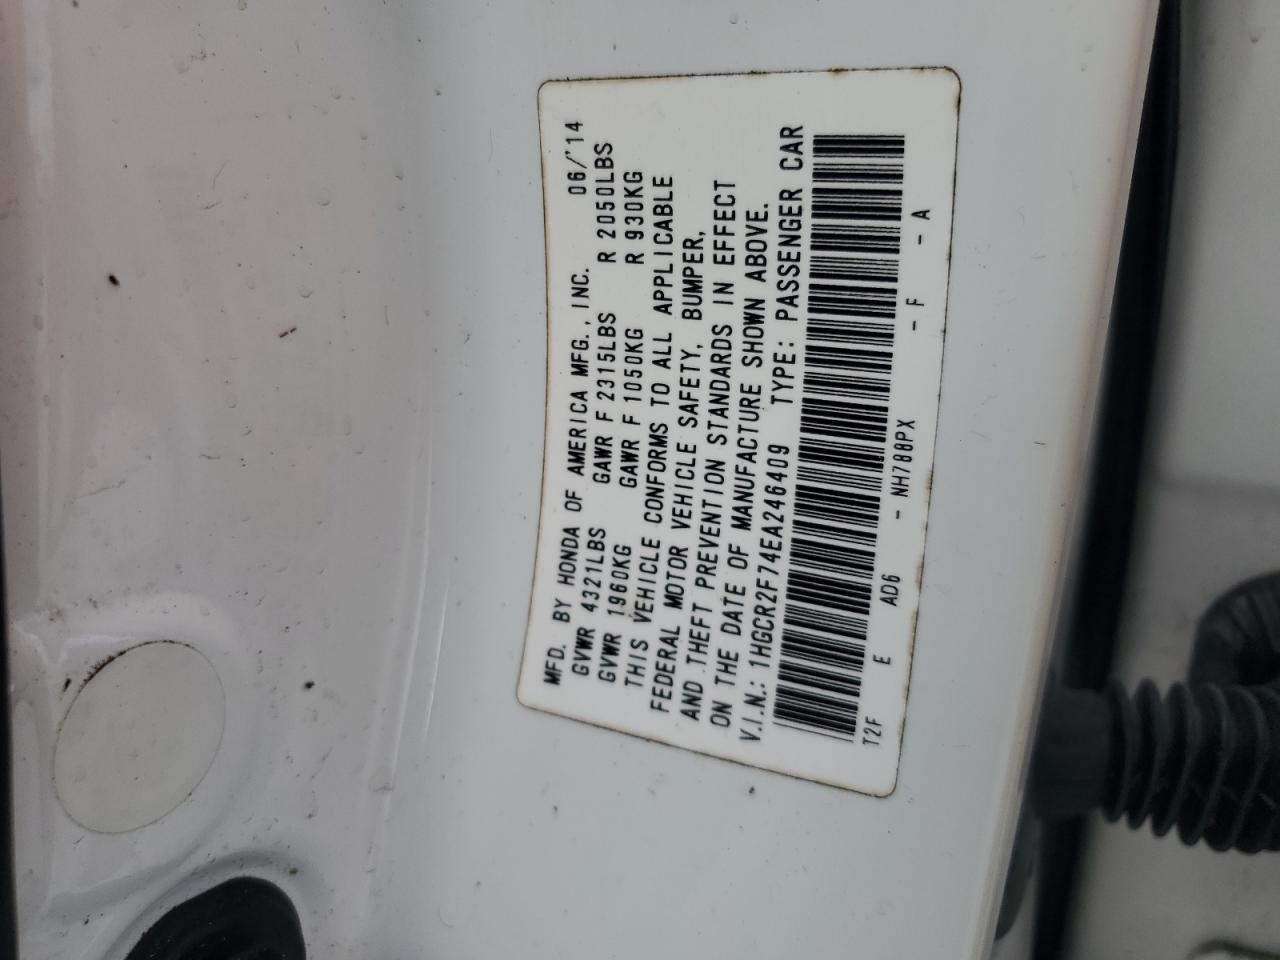 MFD. BY HONDA OF AMERICA MFG., INC. 06/'14
GVWR 4321LBS GAWR F 2315LBS R 2050LBS
GVWR 1960KG GAWR F 1050KG R 930KG
THIS VEHICLE CONFORMS TO ALL APPLICABLE
FEDERAL MOTOR VEHICLE SAFETY, BUMPER,
AND THEFT PREVENTION STANDARDS IN EFFECT
ON THE DATE OF MANUFACTURE SHOWN ABOVE.
V.I.N.: 1HGCR2F74EA246409 TYPE: PASSENGER CAR
T2F E AD6 - NH788PX - F - A